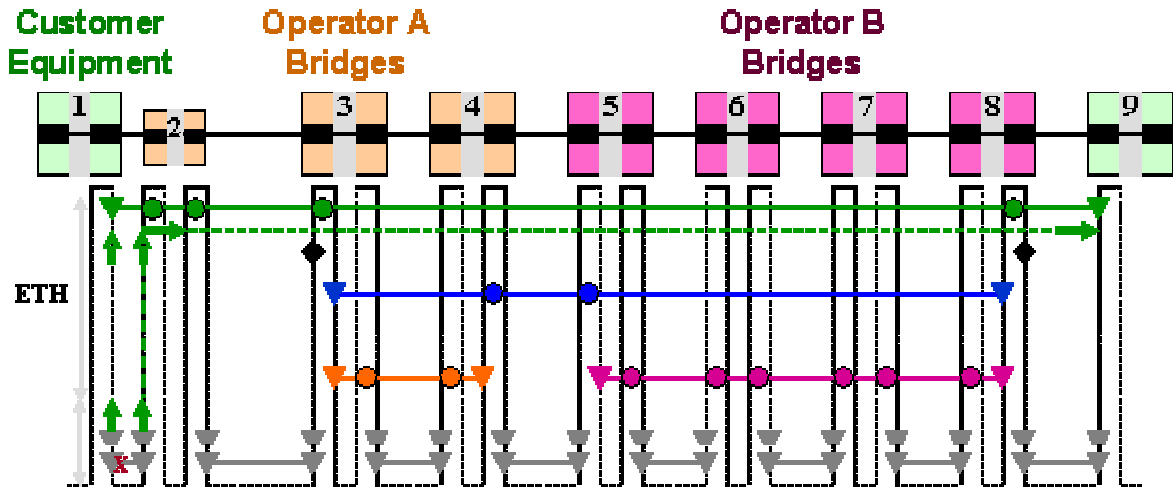 Customer
Equipment
Operator A
Bridges
Operator B
Bridges
1
2
3
4
5
6
7
8
9
ETH
X